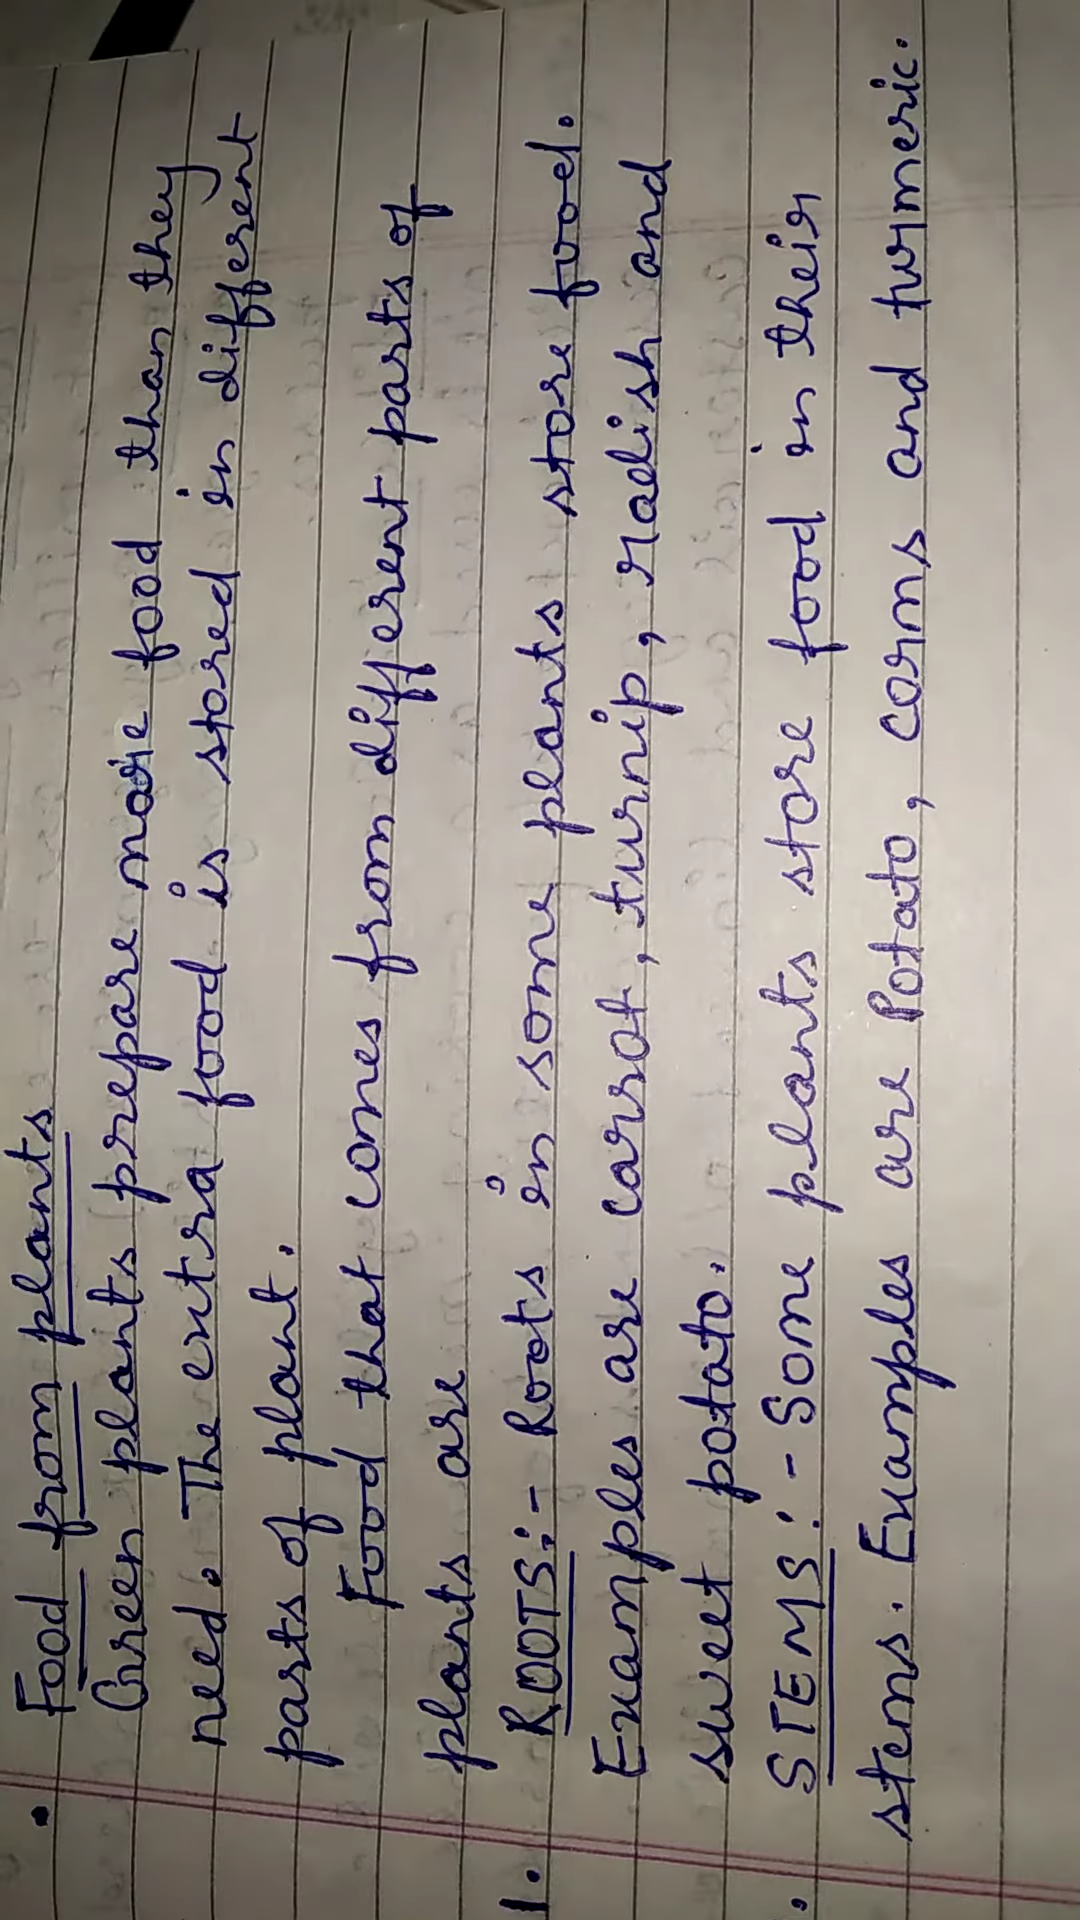 • Food from plants
Green plants prepare more food than they
need. The extra food is stored in different
parts of plant.
Food that comes from different parts of
plants are
1. ROOTS:- Roots in some plants store food.
Examples are carrot, turnip, radish and
sweet potato.
. STEMS:- Some plants store food in their
stems. Examples are Potato, corms and turmeric.